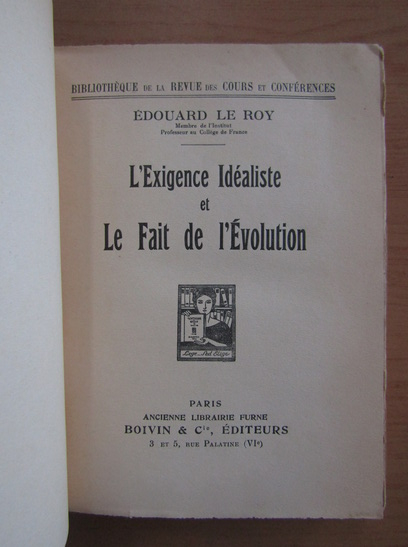 BIBLIOTHÈQUE DE LA REVUE DES COURS ET CONFÉRENCES
ÉDOUARD LE ROY
Membre de l'Institut
Professeur au Collège de France
L'Exigence Idéaliste
et
Le Fait de l'Évolution
PARIS
ANCIENNE LIBRAIRIE FURNE
BOIVIN & Cie, ÉDITEURS
3 ET 5, RUE PALATINE (VIe)